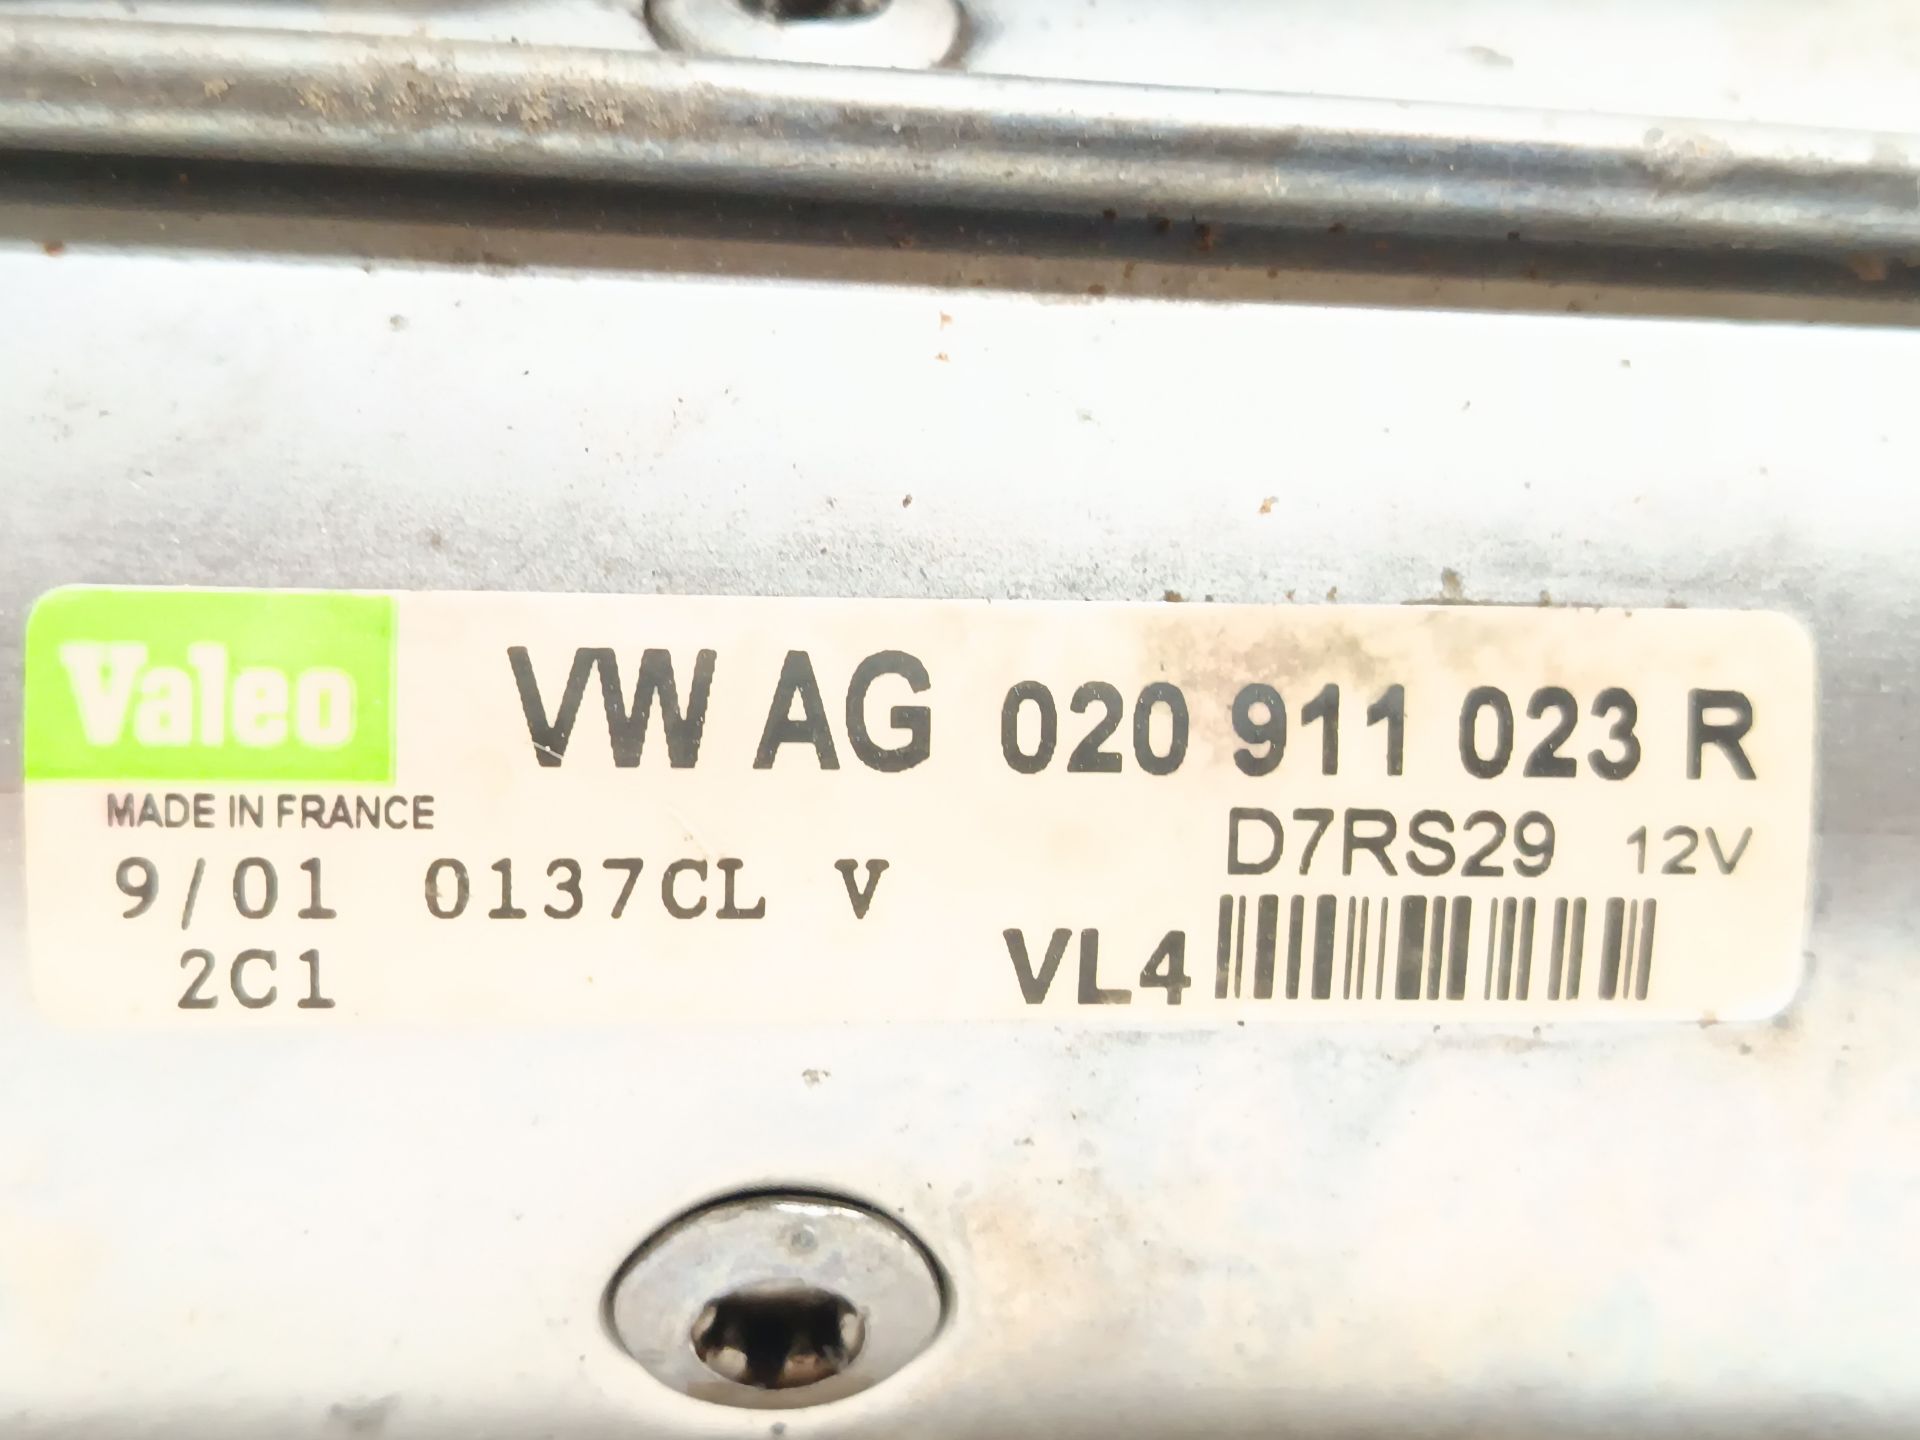 Valeo VW AG 020 911 023 R
MADE IN FRANCE D7RS29 12V
9/01 0137CL V
2C1 VL4